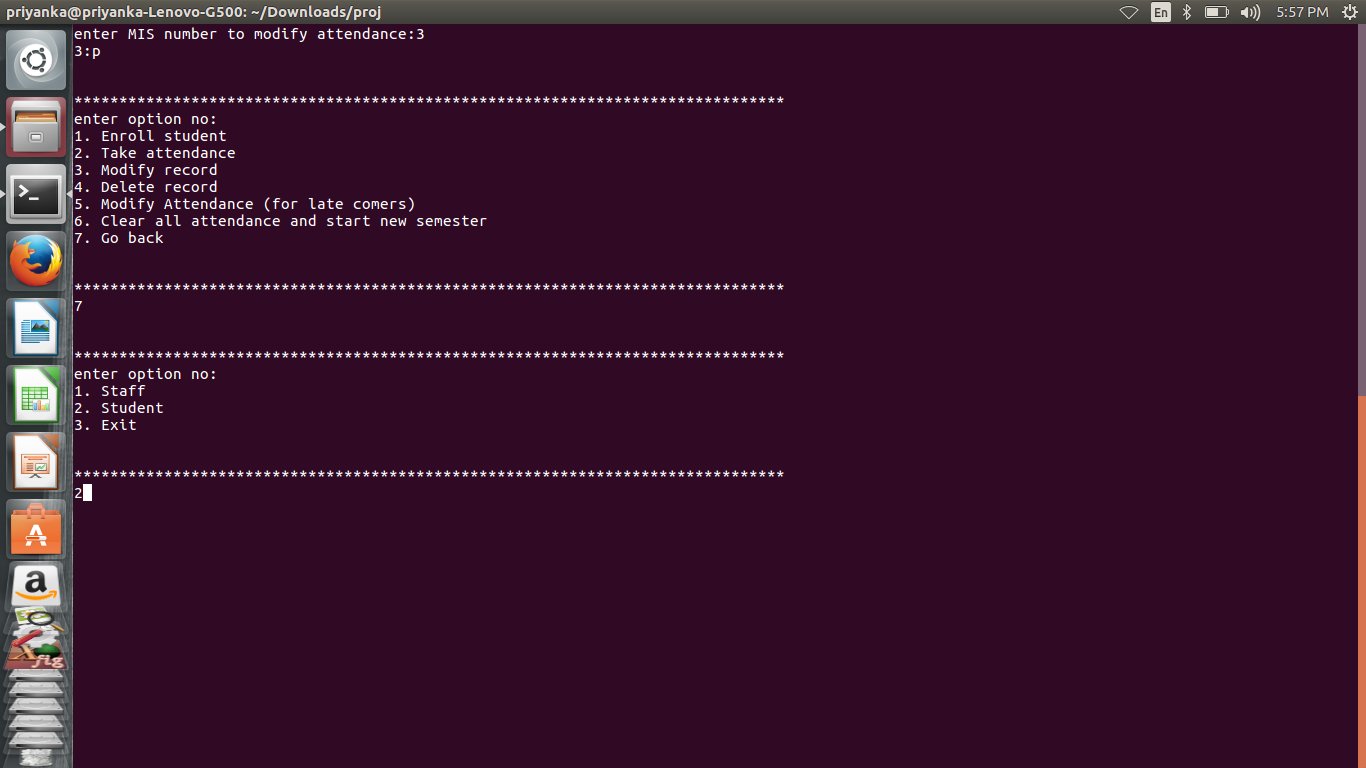 priyanka@priyanka-Lenovo-G500: ~/Downloads/proj
En
5:57 PM
enter MIS number to modify attendance:3
3:p
*******************************************************************************
enter option no:
1. Enroll student
2. Take attendance
3. Modify record
4. Delete record
5. Modify Attendance (for late comers)
6. Clear all attendance and start new semester
7. Go back
*******************************************************************************
7
*******************************************************************************
enter option no:
1. Staff
2. Student
3. Exit
*******************************************************************************
2
>_
A
a
fig